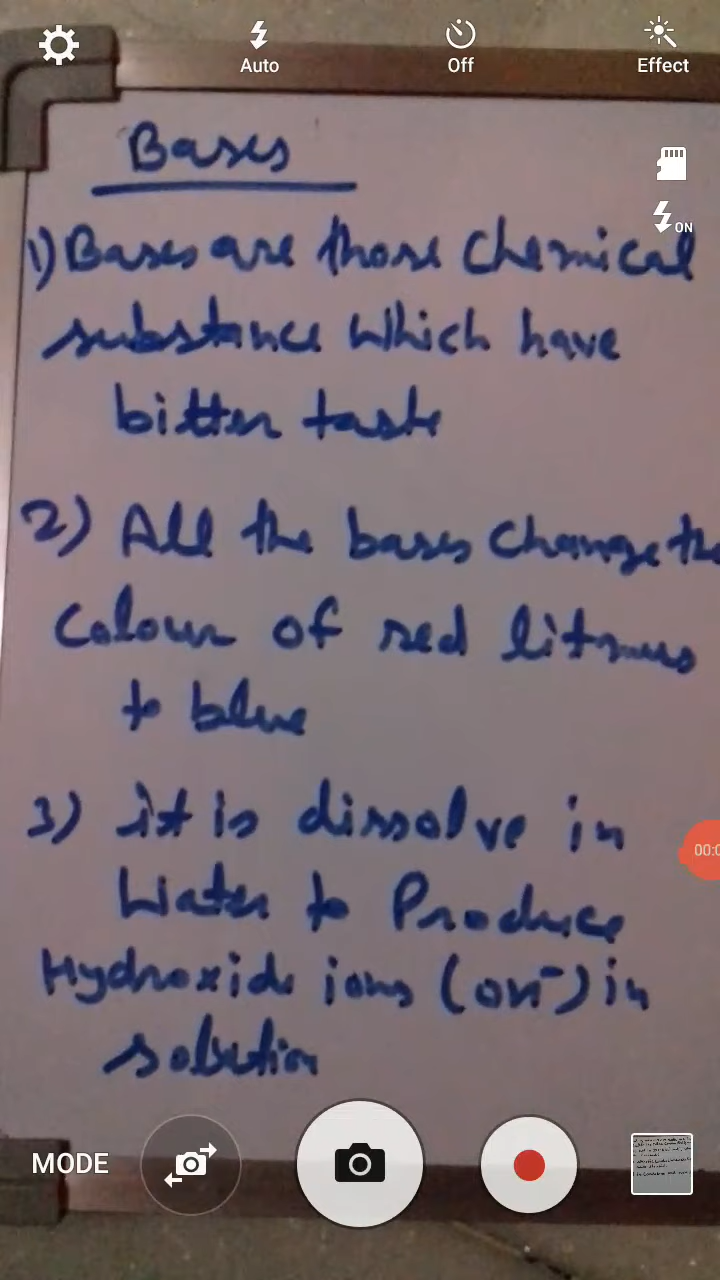 Auto
Off
Effect
ON
Bases
1) Bases are those chemical
substance which have
bitter taste
2) All the bases change the
colour of red litmus
to blue
3) it is dissolve in
00:0
water to Produce
Hydroxide ions (OH⁻) in
solution
MODE